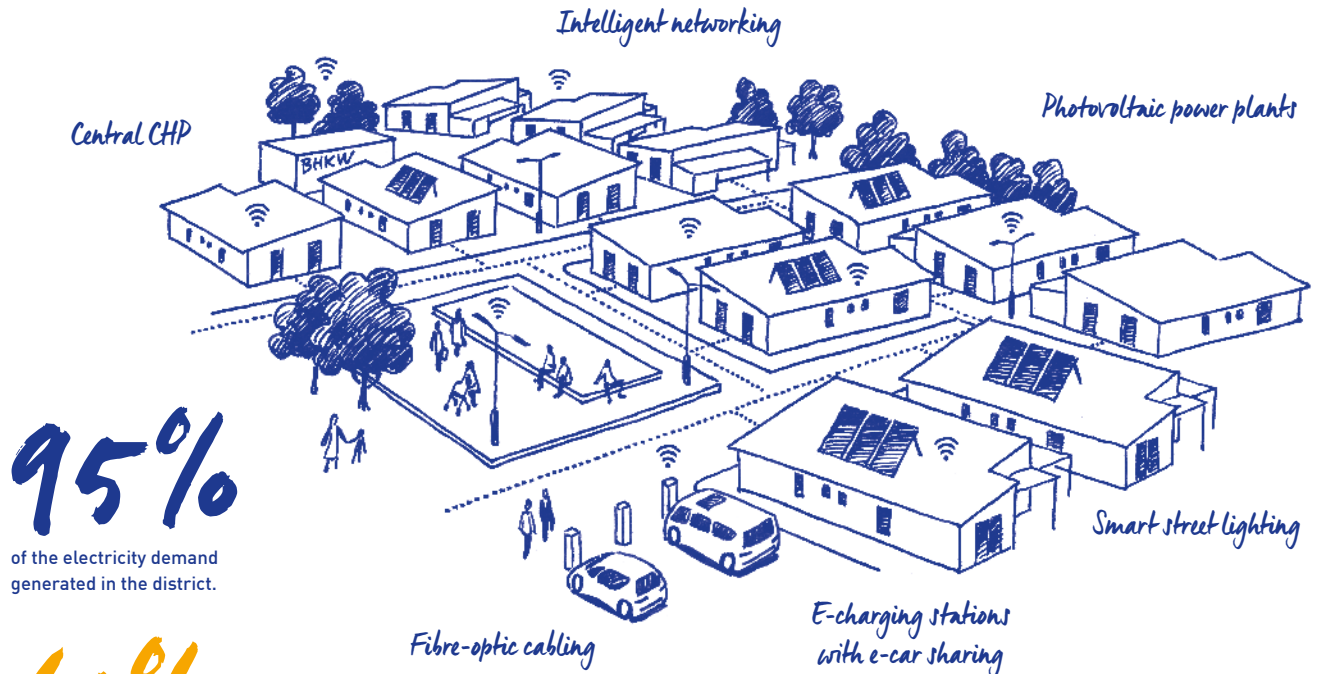 Intelligent networking
Photovoltaic power plants
Central CHP
BHKW
95%
of the electricity demand
generated in the district.
Smart street lighting
E-charging stations
with e-car sharing
Fibre-optic cabling